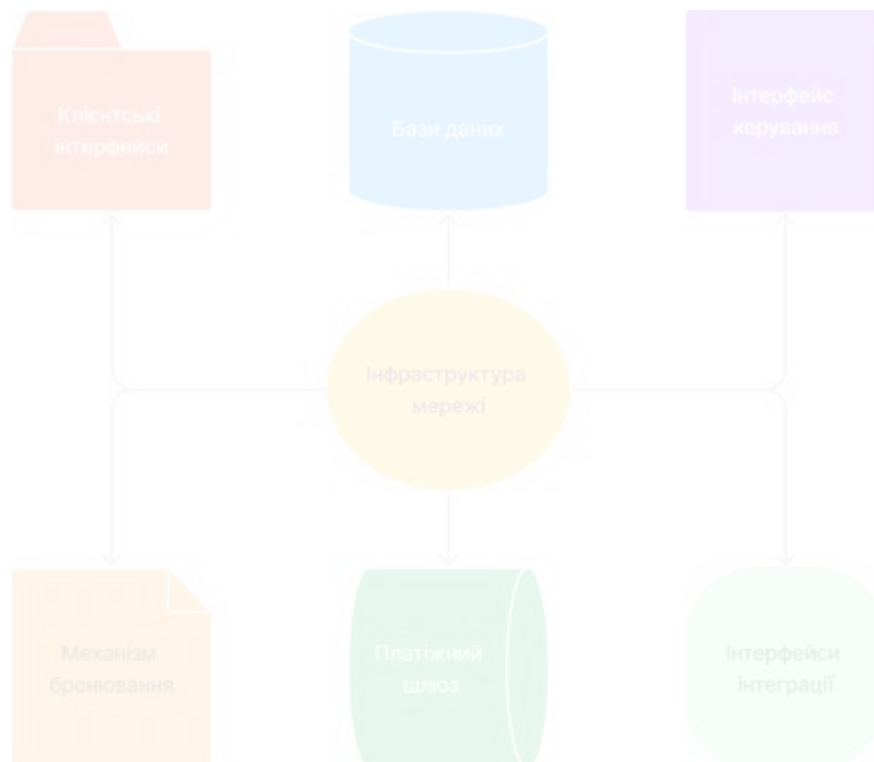 Клієнтські
інтерфейси
Бази даних
Інтерфейс
керування
Інфраструктура
мережі
Механізм
бронювання
Платіжний
шлюз
Інтерфейси
інтеграції